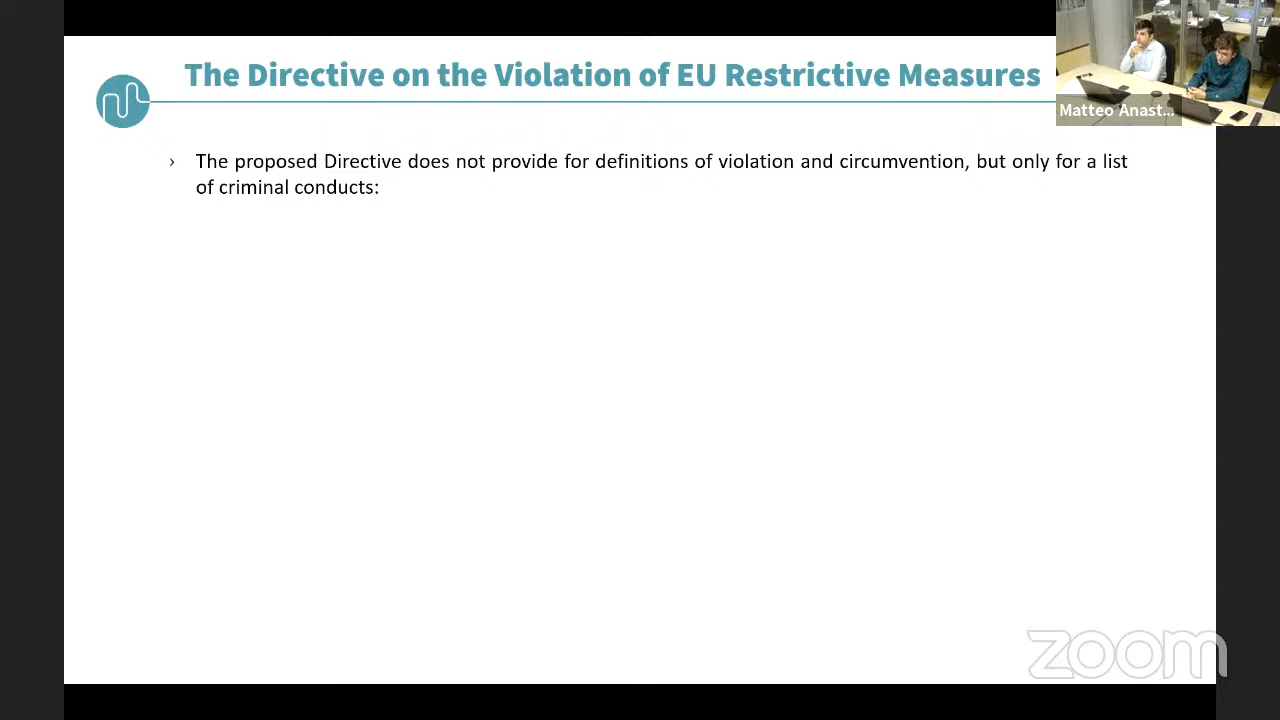 The Directive on the Violation of EU Restrictive Measures
Matteo Anast...
› The proposed Directive does not provide for definitions of violation and circumvention, but only for a list
of criminal conducts:
zoom